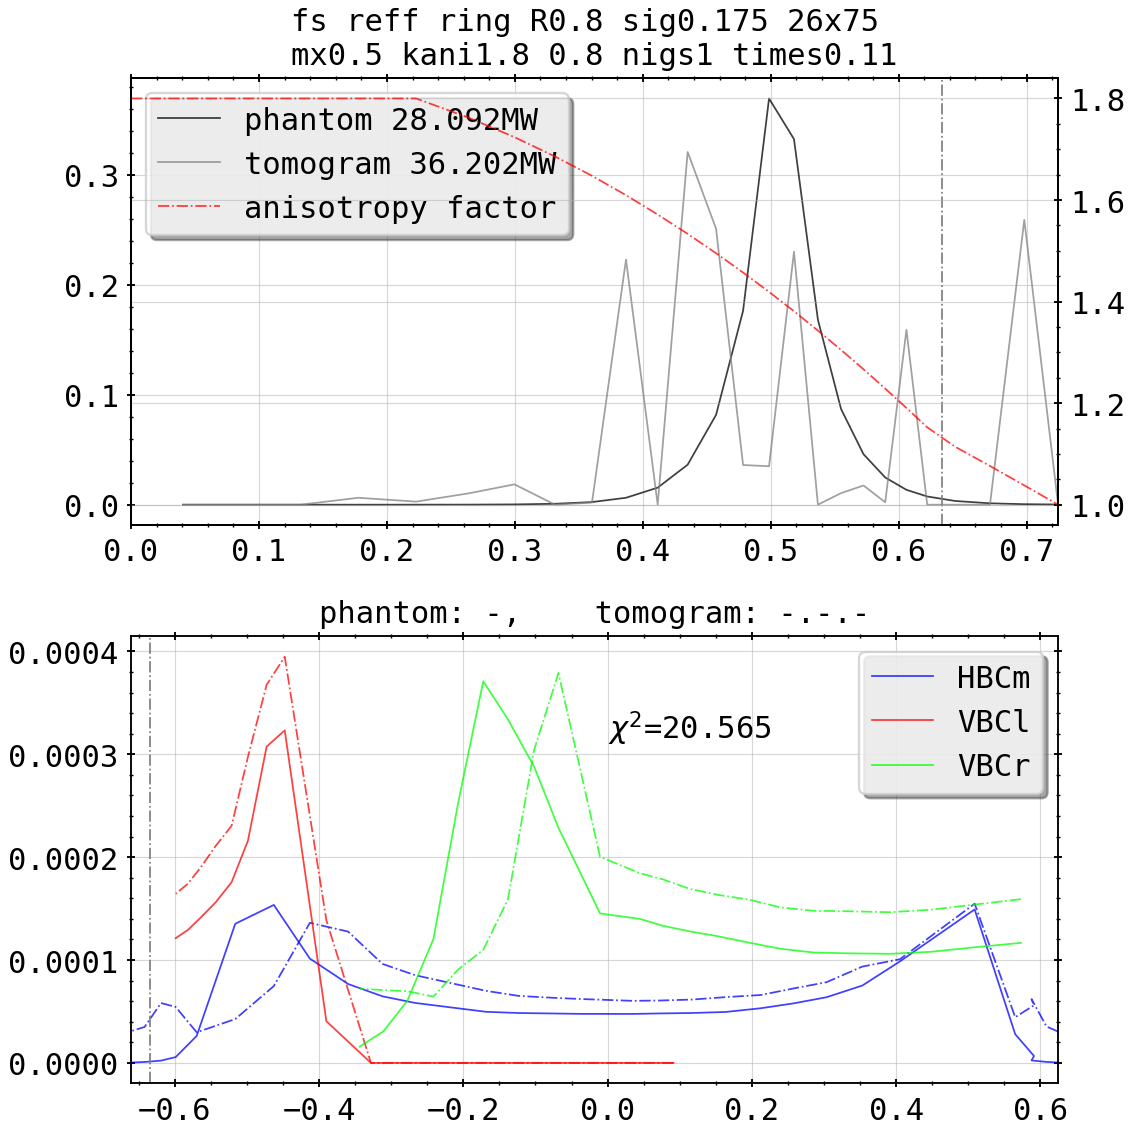 fs reff ring R0.8 sig0.175 26x75
mx0.5 kani1.8 0.8 nigs1 times0.11
phantom 28.092MW
tomogram 36.202MW
anisotropy factor
0.3
0.2
0.1
0.0
1.8
1.6
1.4
1.2
1.0
0.0 0.1 0.2 0.3 0.4 0.5 0.6 0.7
phantom: -, tomogram: -.-.-
0.0004
0.0003
0.0002
0.0001
0.0000
χ²=20.565
HBCm
VBCl
VBCr
−0.6 −0.4 −0.2 0.0 0.2 0.4 0.6